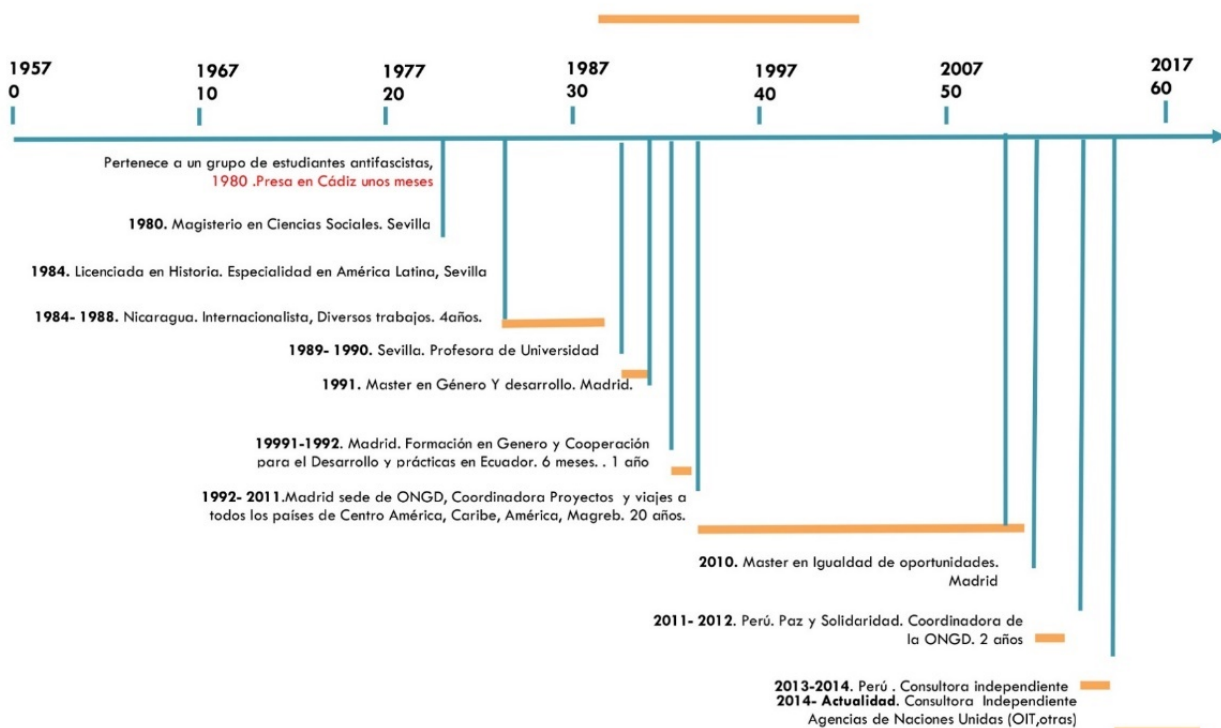 1957 1967 1977 1987 1997 2007 2017
0 10 20 30 40 50 60
Pertenece a un grupo de estudiantes antifascistas,
1980 .Presa en Cádiz unos meses
1980. Magisterio en Ciencias Sociales. Sevilla
1984. Licenciada en Historia. Especialidad en América Latina, Sevilla
1984- 1988. Nicaragua. Internacionalista, Diversos trabajos. 4años.
1989- 1990. Sevilla. Profesora de Universidad
1991. Master en Género Y desarrollo. Madrid.
19991-1992. Madrid. Formación en Genero y Cooperación
para el Desarrollo y prácticas en Ecuador. 6 meses. . 1 año
1992- 2011.Madrid sede de ONGD, Coordinadora Proyectos y viajes a
todos los países de Centro América, Caribe, América, Magreb. 20 años.
2010. Master en Igualdad de oportunidades.
Madrid
2011- 2012. Perú. Paz y Solidaridad. Coordinadora de
la ONGD. 2 años
2013-2014. Perú . Consultora independiente
2014- Actualidad. Consultora Independiente
Agencias de Naciones Unidas (OIT,otras)